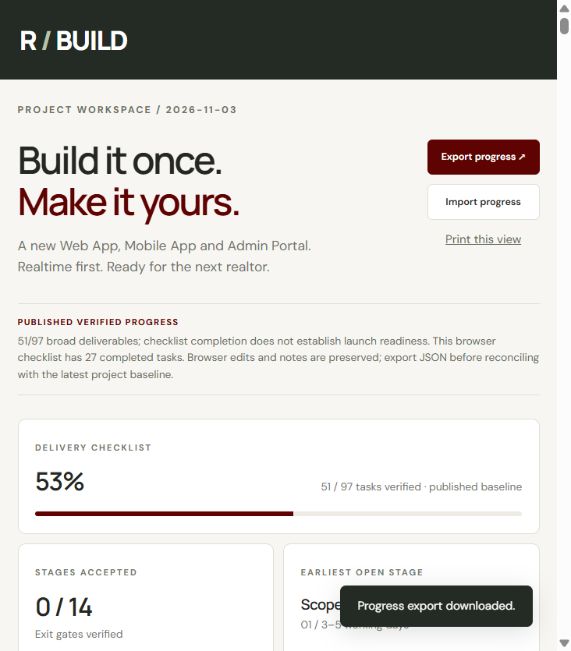 R / BUILD
PROJECT WORKSPACE / 2026-11-03
Build it once.
Make it yours.
Export progress ↗
Import progress
Print this view
A new Web App, Mobile App and Admin Portal.
Realtime first. Ready for the next realtor.
PUBLISHED VERIFIED PROGRESS
51/97 broad deliverables; checklist completion does not establish launch readiness. This browser
checklist has 27 completed tasks. Browser edits and notes are preserved; export JSON before reconciling
with the latest project baseline.
DELIVERY CHECKLIST
53%
51 / 97 tasks verified · published baseline
STAGES ACCEPTED
0 / 14
Exit gates verified
EARLIEST OPEN STAGE
Scope
01 / 3–5 working days
Progress export downloaded.